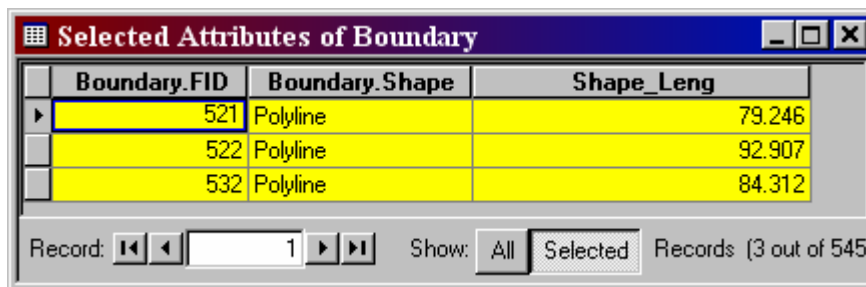 Selected Attributes of Boundary
Boundary.FID Boundary.Shape Shape_Leng
521 Polyline 79.246
522 Polyline 92.907
532 Polyline 84.312
Record: 1 Show: All Selected Records (3 out of 545